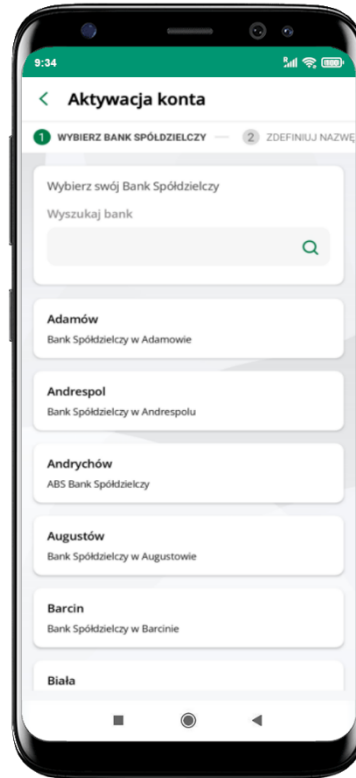 9:34
Aktywacja konta
1 WYBIERZ BANK SPÓŁDZIELCZY 2 ZDEFINIUJ NAZWĘ
Wybierz swój Bank Spółdzielczy
Wyszukaj bank
Adamów
Bank Spółdzielczy w Adamowie
Andrespol
Bank Spółdzielczy w Andrespolu
Andrychów
ABS Bank Spółdzielczy
Augustów
Bank Spółdzielczy w Augustowie
Barcin
Bank Spółdzielczy w Barcinie
Biała